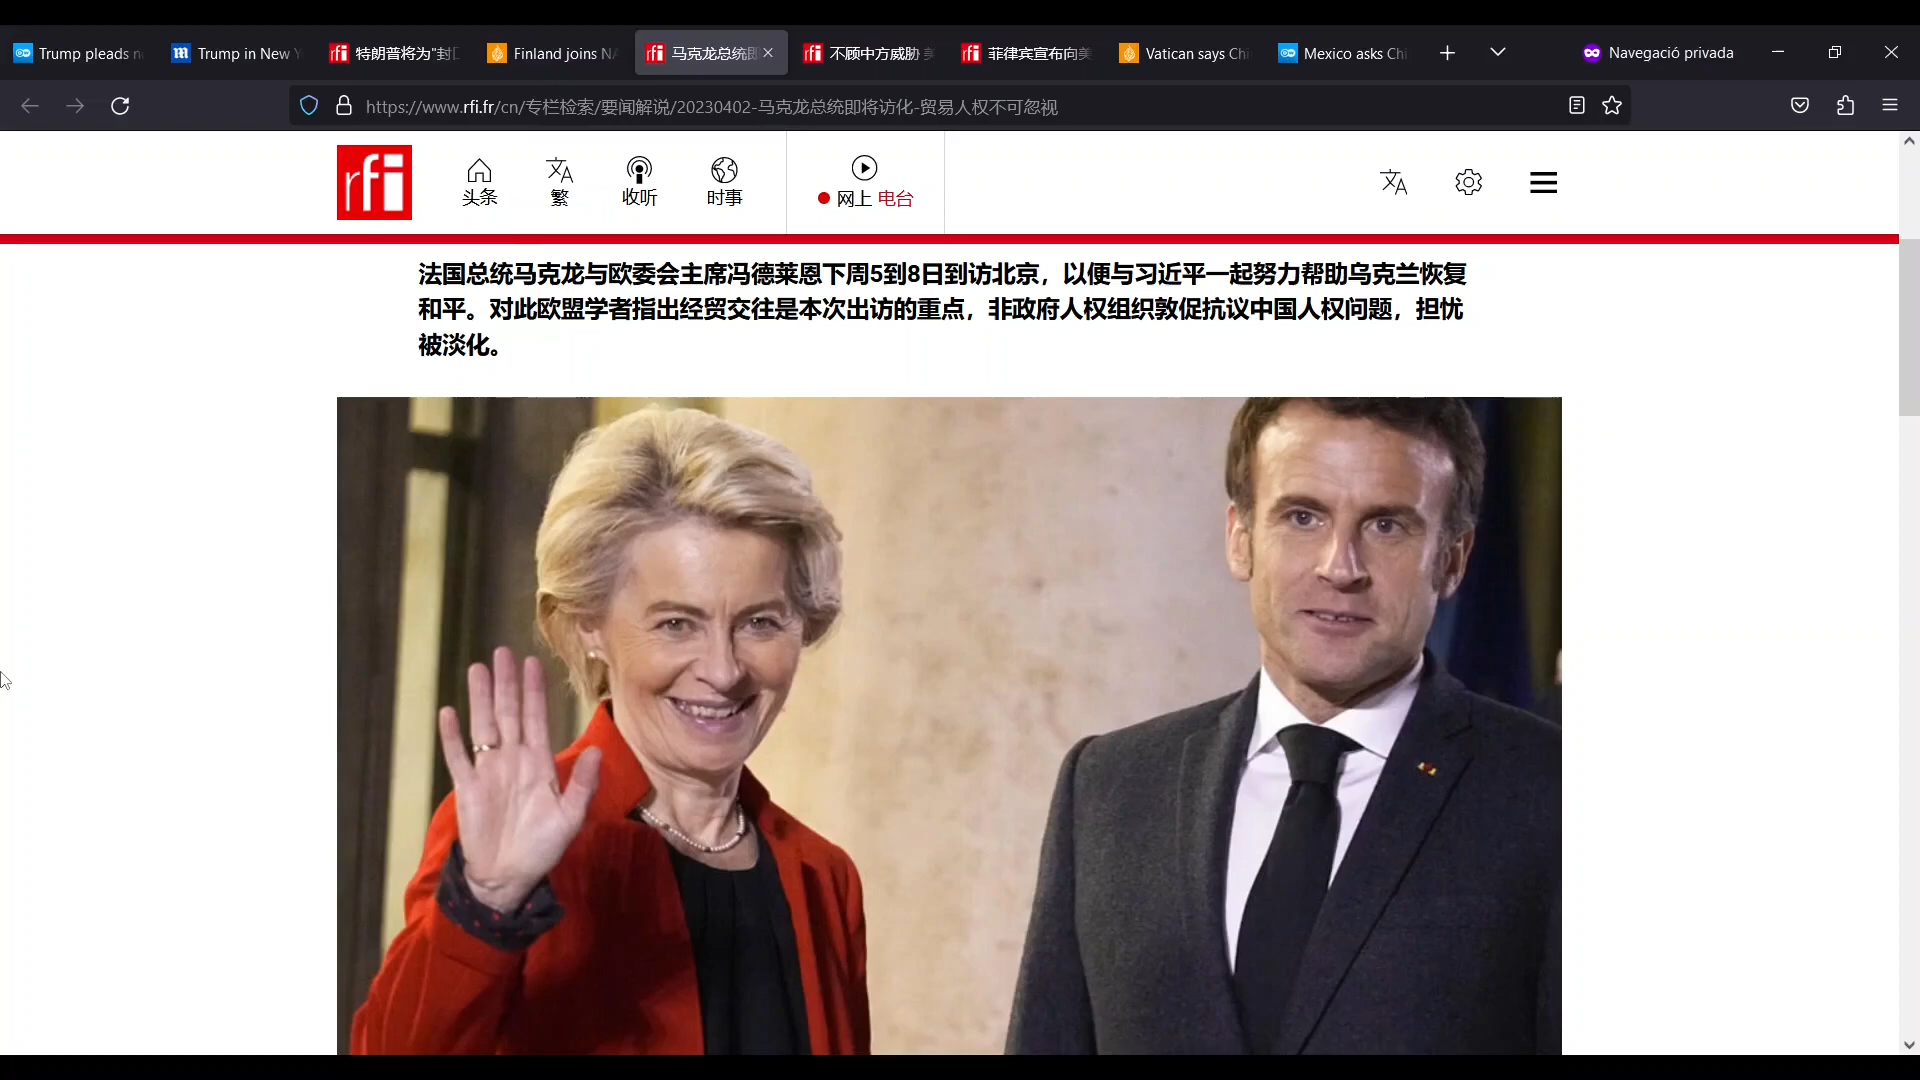 Trump pleads n
Trump in New Y
特朗普将为"封
Finland joins NA
马克龙总统即
不顾中方威胁 美
菲律宾宣布向美
Vatican says Chi
Mexico asks Chi
Navegació privada
https://www.rfi.fr/cn/专栏检索/要闻解说/20230402-马克龙总统即将访化-贸易人权不可忽视
rfi
头条
繁
收听
时事
网上 电台
法国总统马克龙与欧委会主席冯德莱恩下周5到8日到访北京，以便与习近平一起努力帮助乌克兰恢复
和平。对此欧盟学者指出经贸交往是本次出访的重点，非政府人权组织敦促抗议中国人权问题，担忧
被淡化。